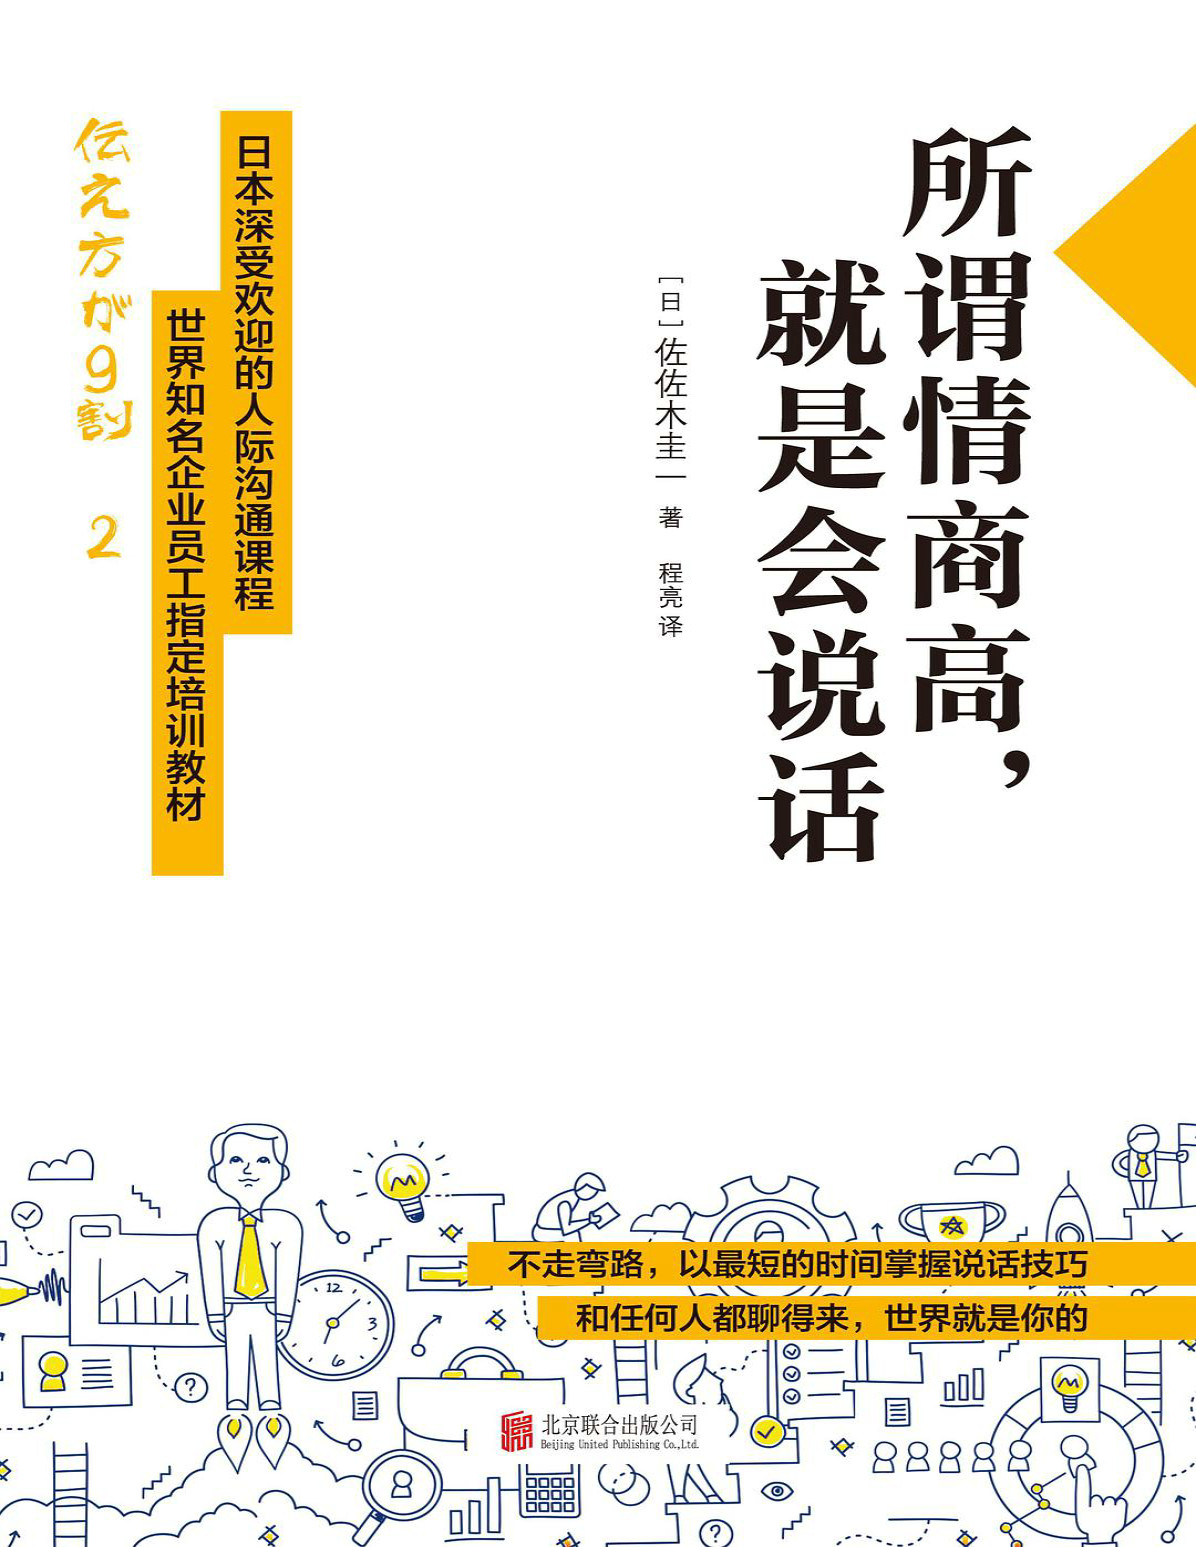 所谓情商高，
就是会说话
［日］佐佐木圭一 著 程亮 译
日本深受欢迎的人际沟通课程
世界知名企业员工指定培训教材
伝え方が9割 2
12
3
6
?
不走弯路，以最短的时间掌握说话技巧
和任何人都聊得来，世界就是你的
北京联合出版公司
Beijing United Publishing Co.,Ltd.
?